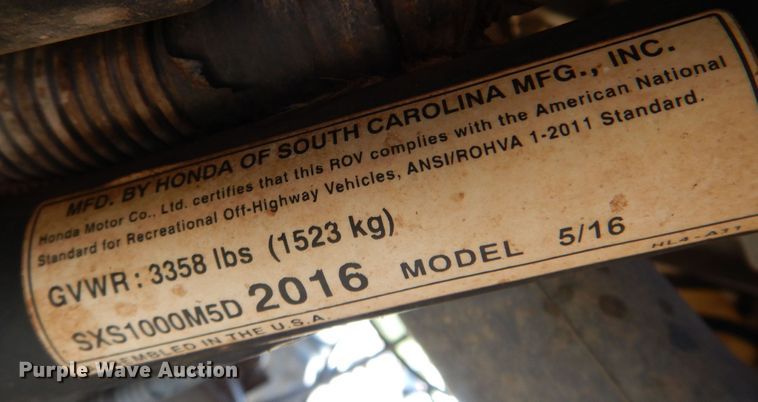 MFD. BY HONDA OF SOUTH CAROLINA MFG., INC.
Honda Motor Co., Ltd. certifies that this ROV complies with the American National
Standard for Recreational Off-Highway Vehicles, ANSI/ROHVA 1-2011 Standard.
GVWR: 3358 lbs (1523 kg)
SXS1000M5D 2016 MODEL 5/16
ASSEMBLED IN THE U.S.A. HL4-A77
Purple Wave Auction